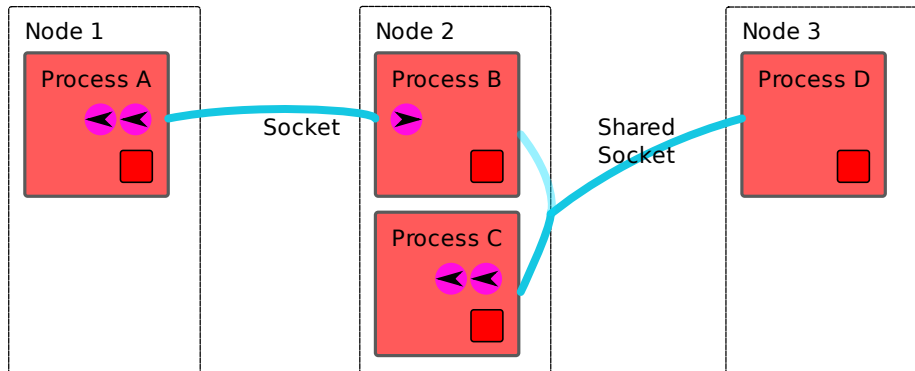 Node 1
Process A
Socket
Node 2
Process B
Process C
Shared
Socket
Node 3
Process D